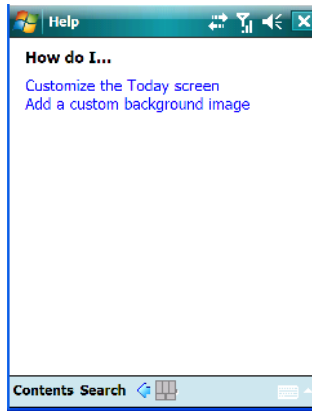 Help
How do I...
Customize the Today screen
Add a custom background image
Contents Search